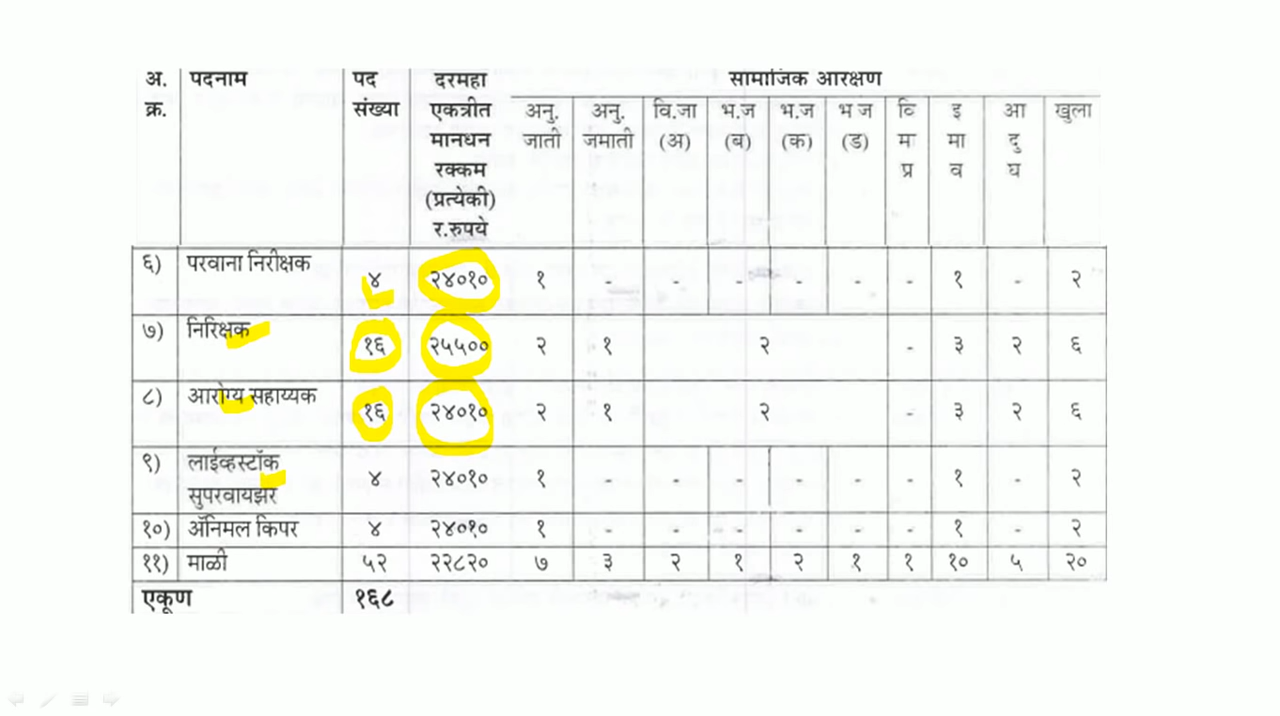 अ. क्र. पदनाम पद संख्या दरमहा एकत्रीत मानधन रक्कम (प्रत्येकी) र.रुपये सामाजिक आरक्षण
अनु. जाती अनु. जमाती वि.जा (अ) भ.ज (ब) भ.ज (क) भ ज (ड) वि मा प्र इ मा व आ दु घ खुला
६) परवाना निरीक्षक ४ २४०१० १ - - - - - - १ - २
७) निरिक्षक १६ २५५०० २ १ २ - ३ २ ६
८) आरोग्य सहाय्यक १६ २४०१० २ १ २ - ३ २ ६
९) लाईव्हस्टॉक सुपरवायझर ४ २४०१० १ - - - - - - १ - २
१०) ॲनिमल किपर ४ २४०१० १ - - - - - - १ - २
११) माळी ५२ २२८२० ७ ३ २ १ २ १ १ १० ५ २०
एकूण १६८